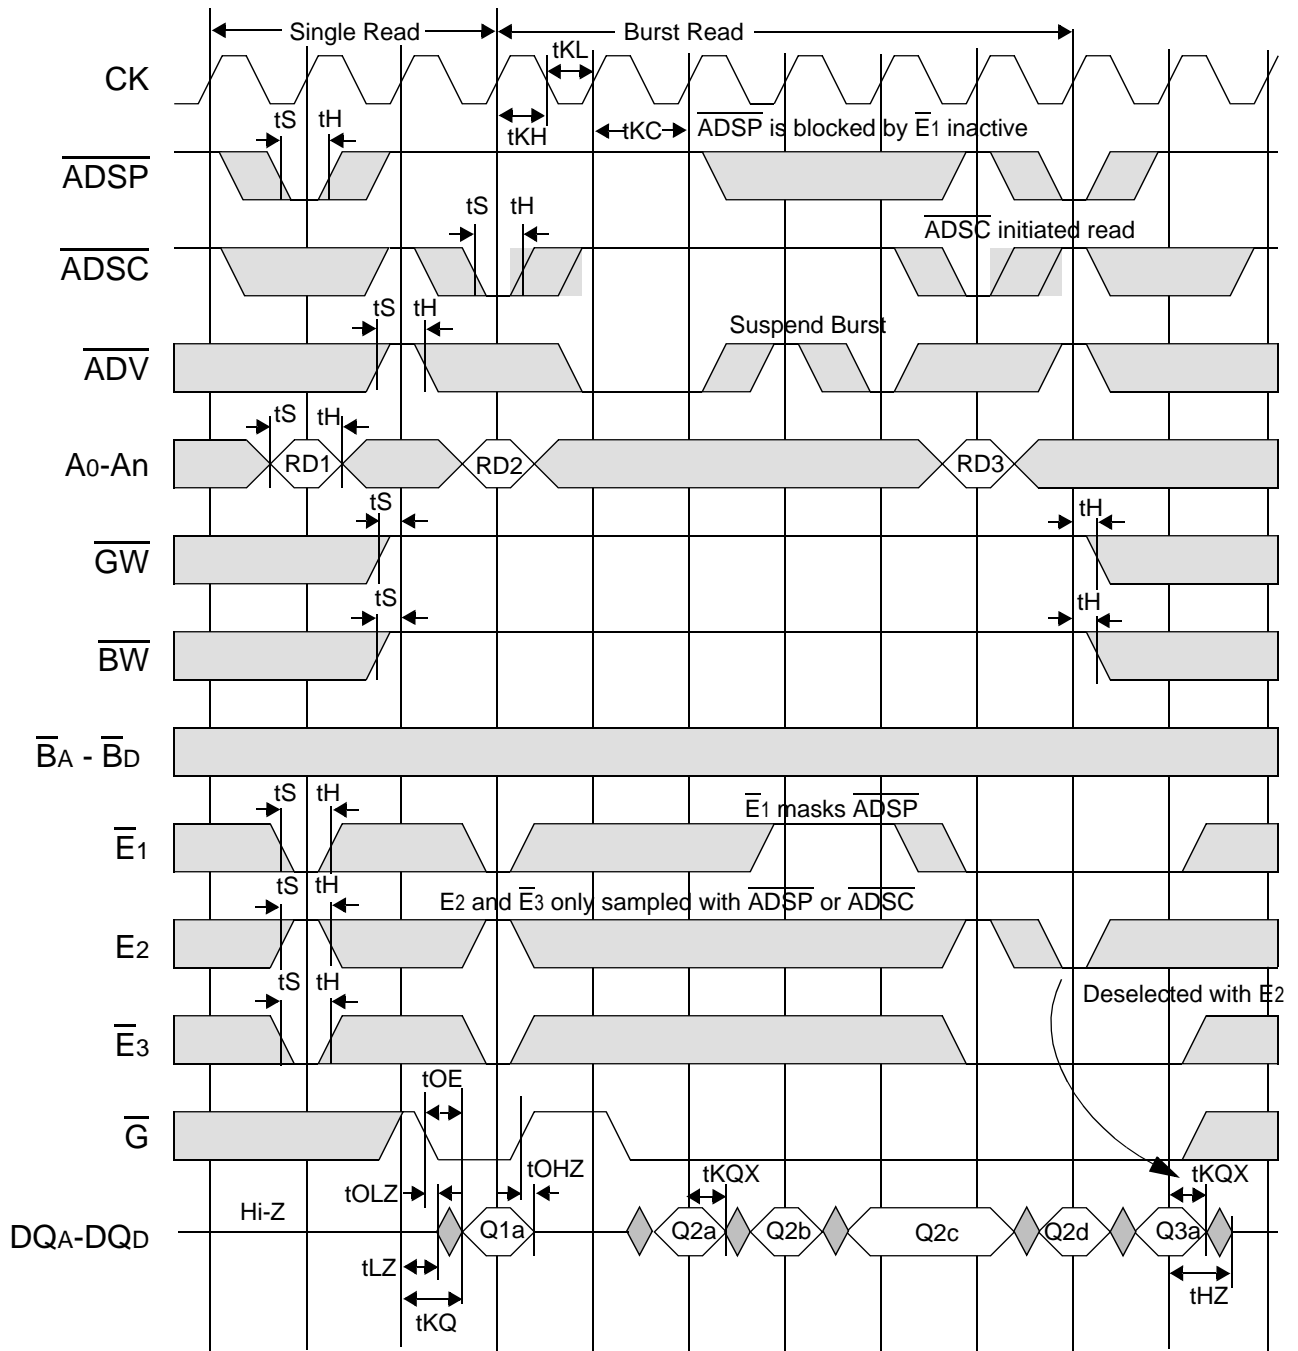 Single Read
Burst Read
CK
tKL
tKH
tKC
ADSP is blocked by E1 inactive
tS
tH
ADSP
tS
tH
ADSC initiated read
ADSC
tS
tH
Suspend Burst
ADV
tS
tH
A0-An
RD1
RD2
RD3
tS
tH
GW
tS
tH
BW
BA - BD
tS
tH
E1 masks ADSP
E1
tS
tH
E2 and E3 only sampled with ADSP or ADSC
E2
tS
tH
Deselected with E2
E3
tOE
G
tOHZ
tKQX
tKQX
tOLZ
Hi-Z
DQA-DQD
Q1a
Q2a
Q2b
Q2c
Q2d
Q3a
tLZ
tHZ
tKQ